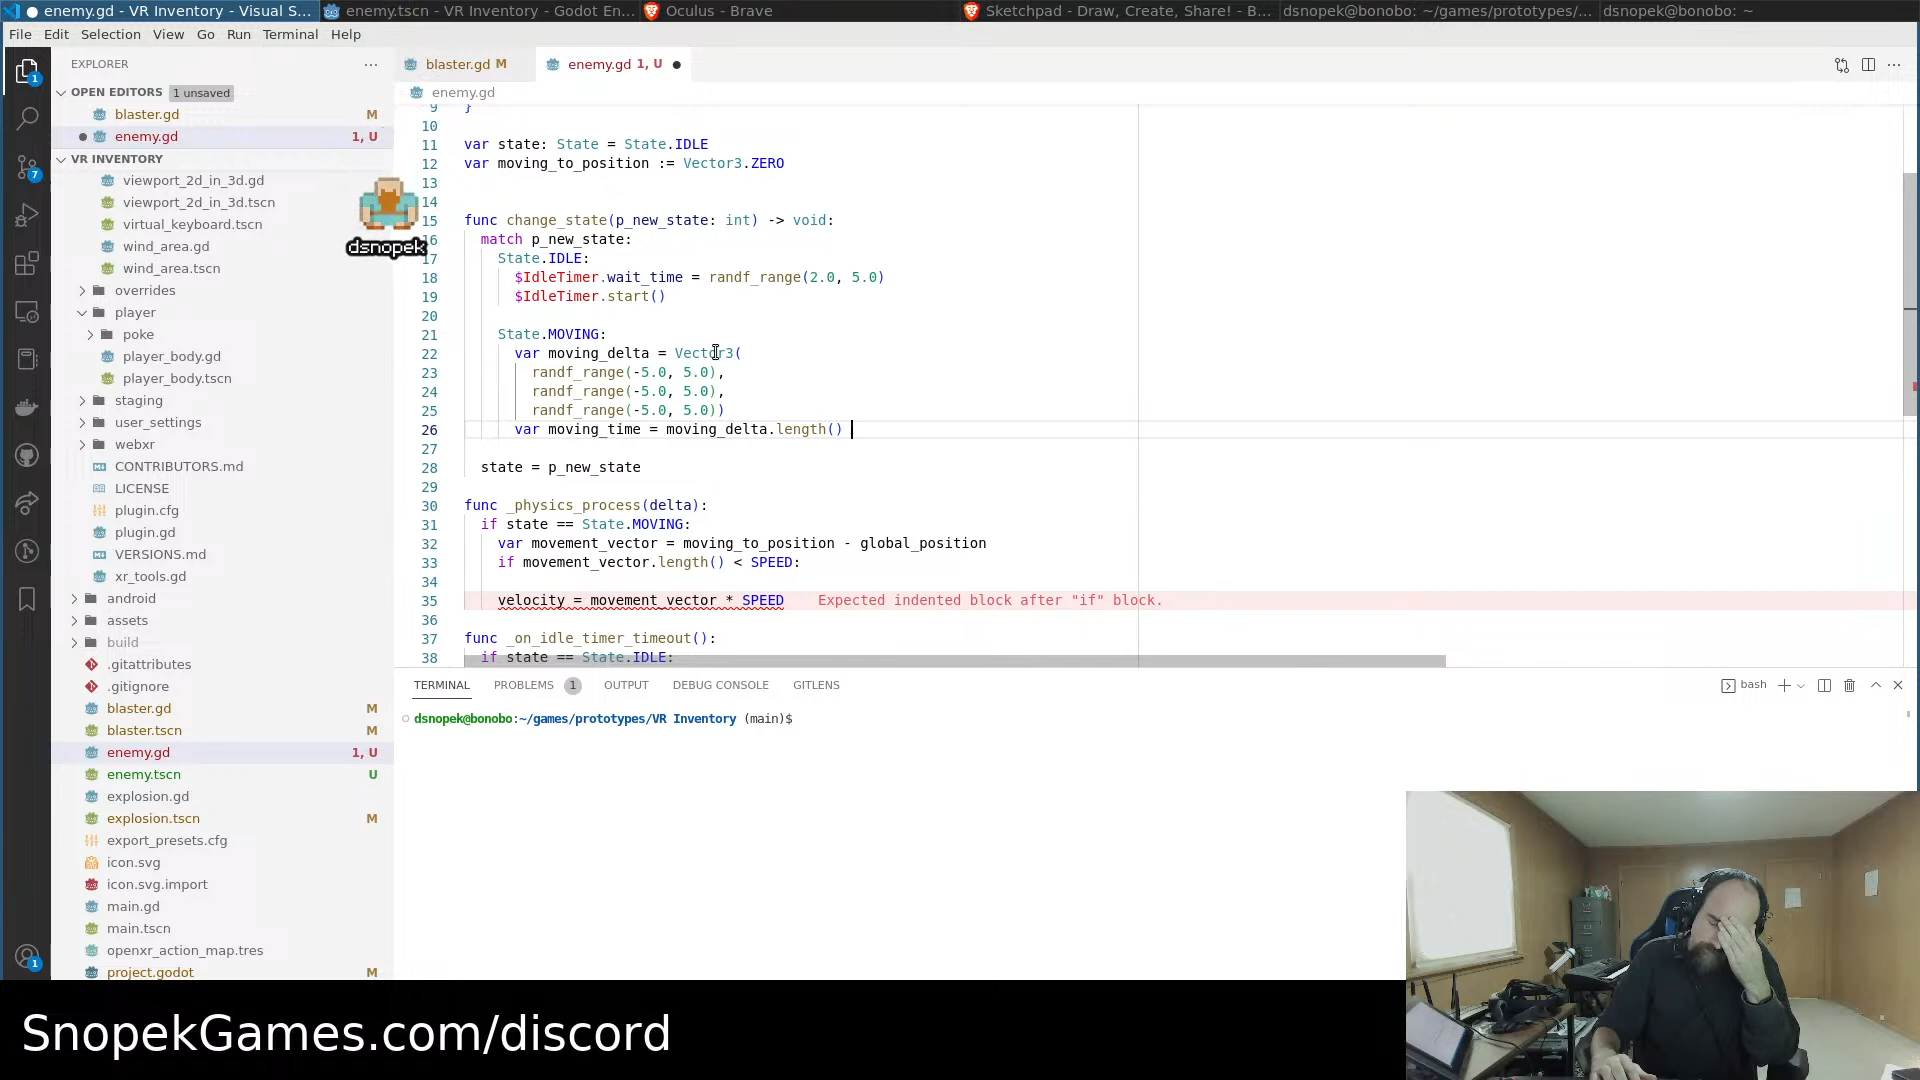 enemy.gd - VR Inventory - Visual S...
enemy.tscn - VR Inventory - Godot En...
Oculus - Brave
Sketchpad - Draw, Create, Share! - B...
dsnopek@bonobo: ~/games/prototypes/...
dsnopek@bonobo: ~
File Edit Selection View Go Run Terminal Help
EXPLORER
OPEN EDITORS 1 unsaved
blaster.gd M
enemy.gd 1, U
VR INVENTORY
viewport_2d_in_3d.gd
viewport_2d_in_3d.tscn
virtual_keyboard.tscn
wind_area.gd
wind_area.tscn
overrides
player
poke
player_body.gd
player_body.tscn
staging
user_settings
webxr
CONTRIBUTORS.md
LICENSE
plugin.cfg
plugin.gd
VERSIONS.md
xr_tools.gd
android
assets
build
.gitattributes
.gitignore
blaster.gd M
blaster.tscn M
enemy.gd 1, U
enemy.tscn U
explosion.gd
explosion.tscn M
export_presets.cfg
icon.svg
icon.svg.import
main.gd
main.tscn
openxr_action_map.tres
project.godot M
1
7
1
dsnopek
blaster.gd M
enemy.gd 1, U
enemy.gd
9 }
10
11 var state: State = State.IDLE
12 var moving_to_position := Vector3.ZERO
13
14
15 func change_state(p_new_state: int) -> void:
16 match p_new_state:
17 State.IDLE:
18 $IdleTimer.wait_time = randf_range(2.0, 5.0)
19 $IdleTimer.start()
20
21 State.MOVING:
22 var moving_delta = Vector3(
23 randf_range(-5.0, 5.0),
24 randf_range(-5.0, 5.0),
25 randf_range(-5.0, 5.0))
26 var moving_time = moving_delta.length()
27
28 state = p_new_state
29
30 func _physics_process(delta):
31 if state == State.MOVING:
32 var movement_vector = moving_to_position - global_position
33 if movement_vector.length() < SPEED:
34
35 velocity = movement_vector * SPEED Expected indented block after "if" block.
36
37 func _on_idle_timer_timeout():
38 if state == State.IDLE:
TERMINAL PROBLEMS 1 OUTPUT DEBUG CONSOLE GITLENS
bash
dsnopek@bonobo:~/games/prototypes/VR Inventory (main)$
SnopekGames.com/discord